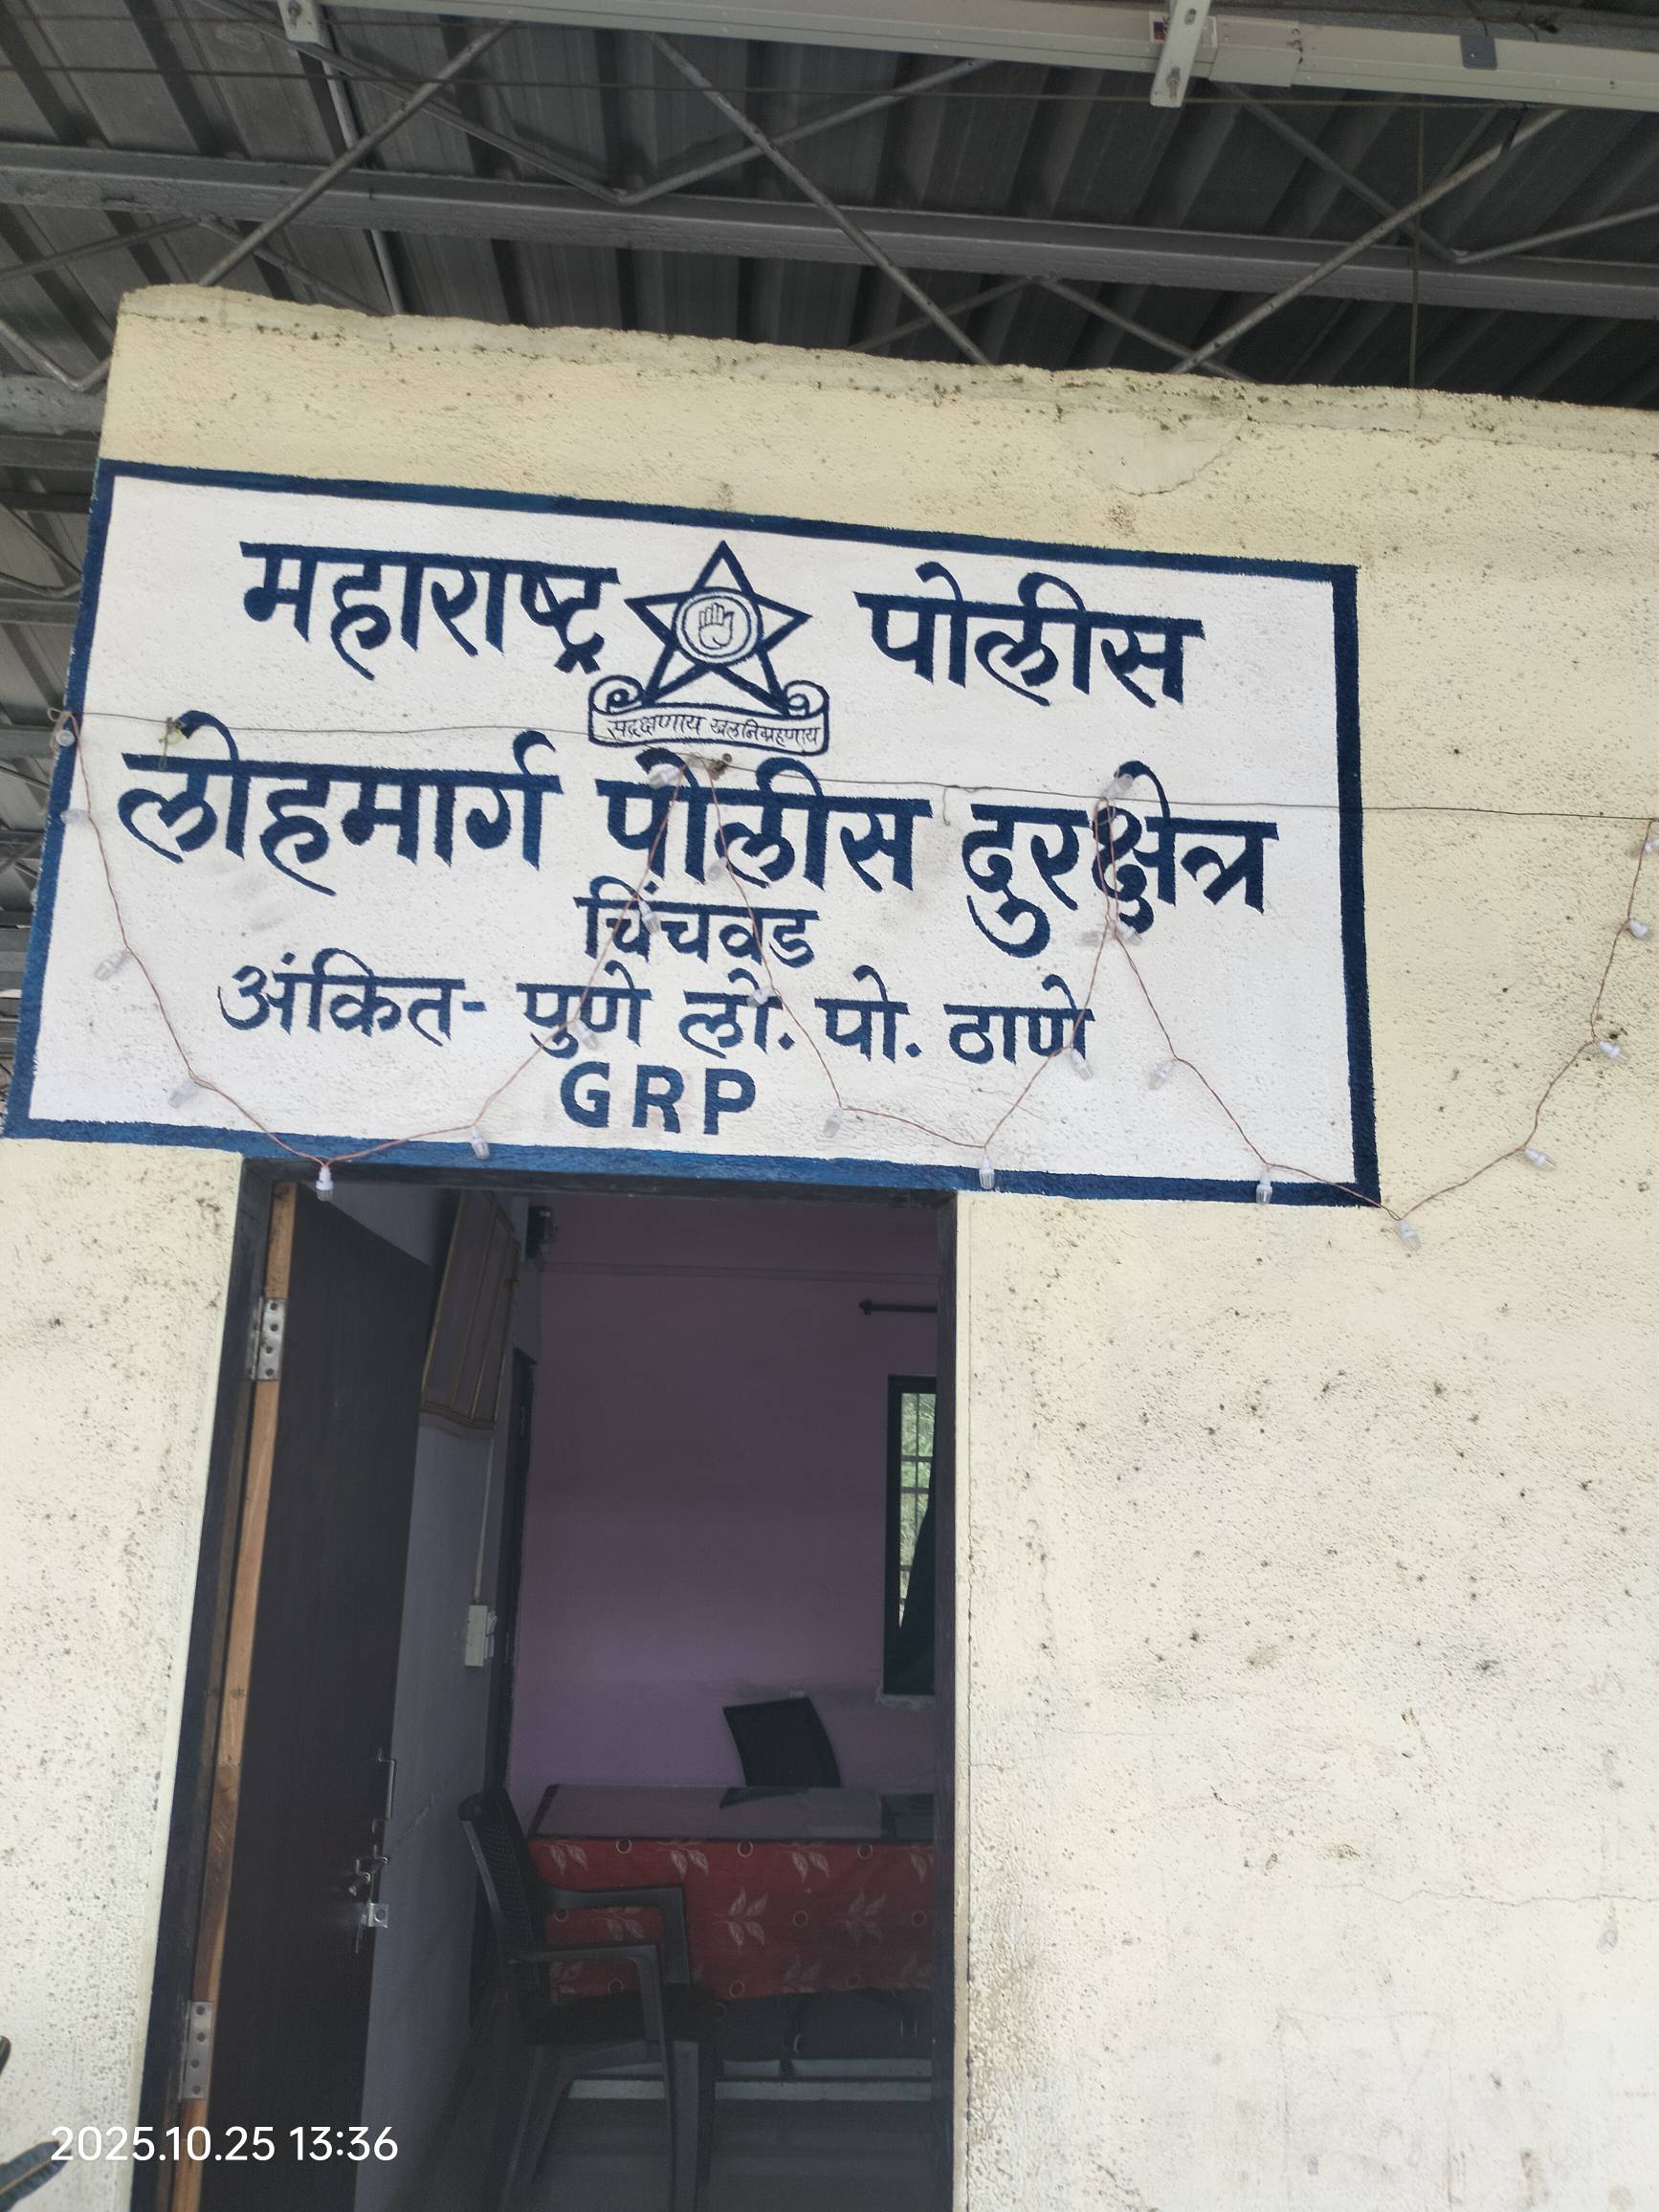 महाराष्ट्र पोलीस
सद्रक्षणाय खलनिग्रहणाय
लोहमार्ग पोलीस दुरक्षेत्र
चिंचवड
अंकित- पुणे लो. पो. ठाणे
GRP
2025.10.25 13:36